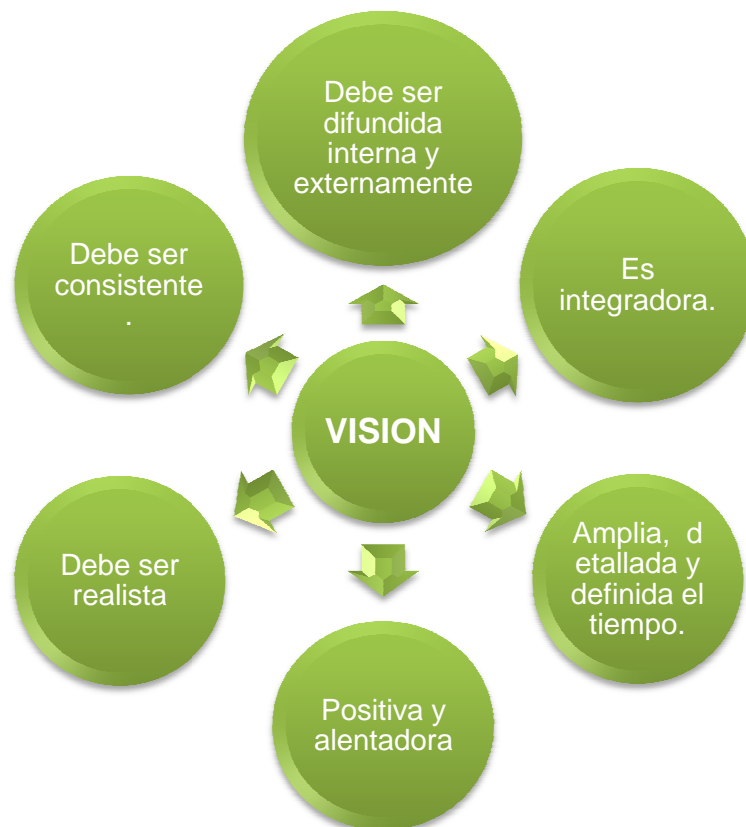 Debe ser
difundida
interna y
externamente
Es
integradora.
Amplia, d
etallada y
definida el
tiempo.
Positiva y
alentadora
Debe ser
realista
Debe ser
consistente
.
VISION